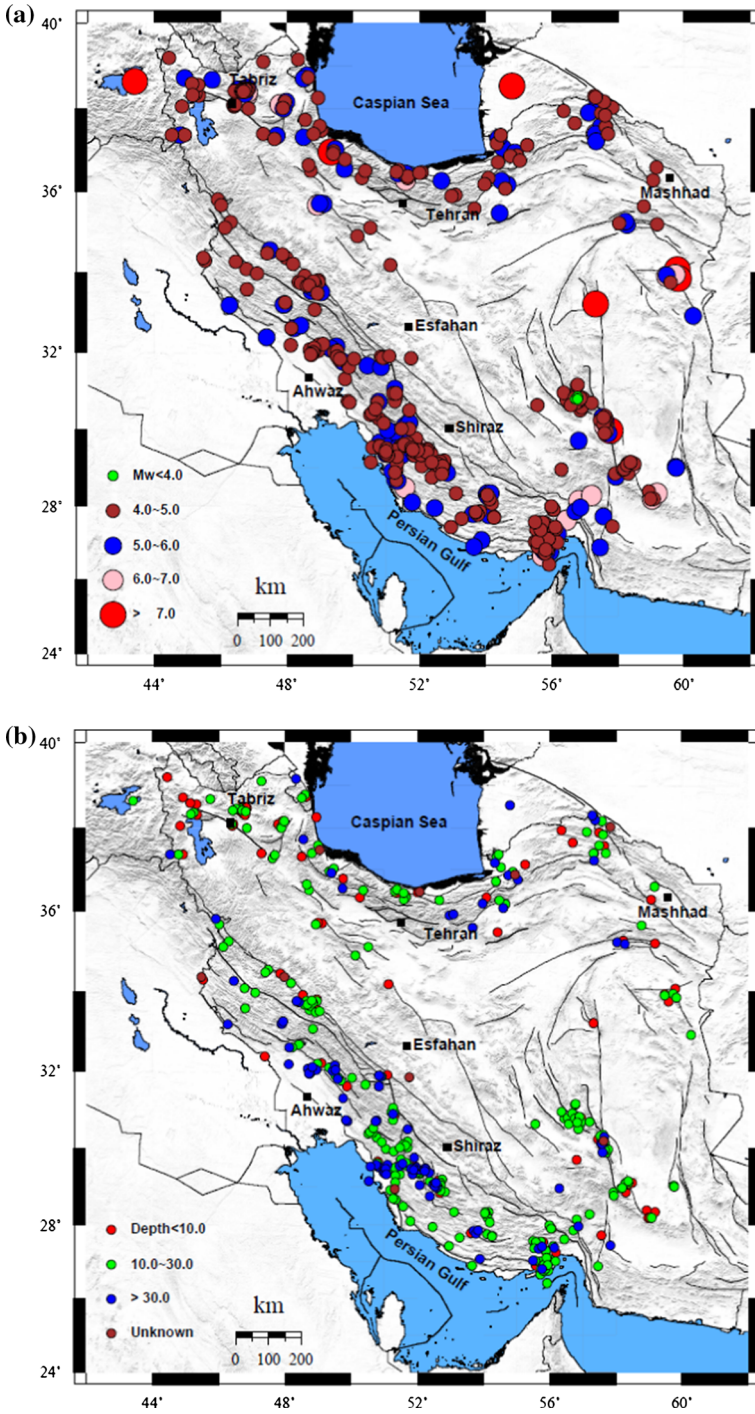 (a)
40°
Tabriz
Caspian Sea
Mashhad
36°
Tehran
Esfahan
32°
Ahwaz
Shiraz
Mw<4.0
28°
4.0~5.0
Persian Gulf
5.0~6.0
km
6.0~7.0
> 7.0
0 100 200
24°
44° 48° 52° 56° 60°
(b)
40°
Tabriz
Caspian Sea
Mashhad
36°
Tehran
Esfahan
32°
Ahwaz
Shiraz
Depth<10.0
28°
10.0~30.0
Persian Gulf
> 30.0
km
Unknown
0 100 200
24°
44° 48° 52° 56° 60°